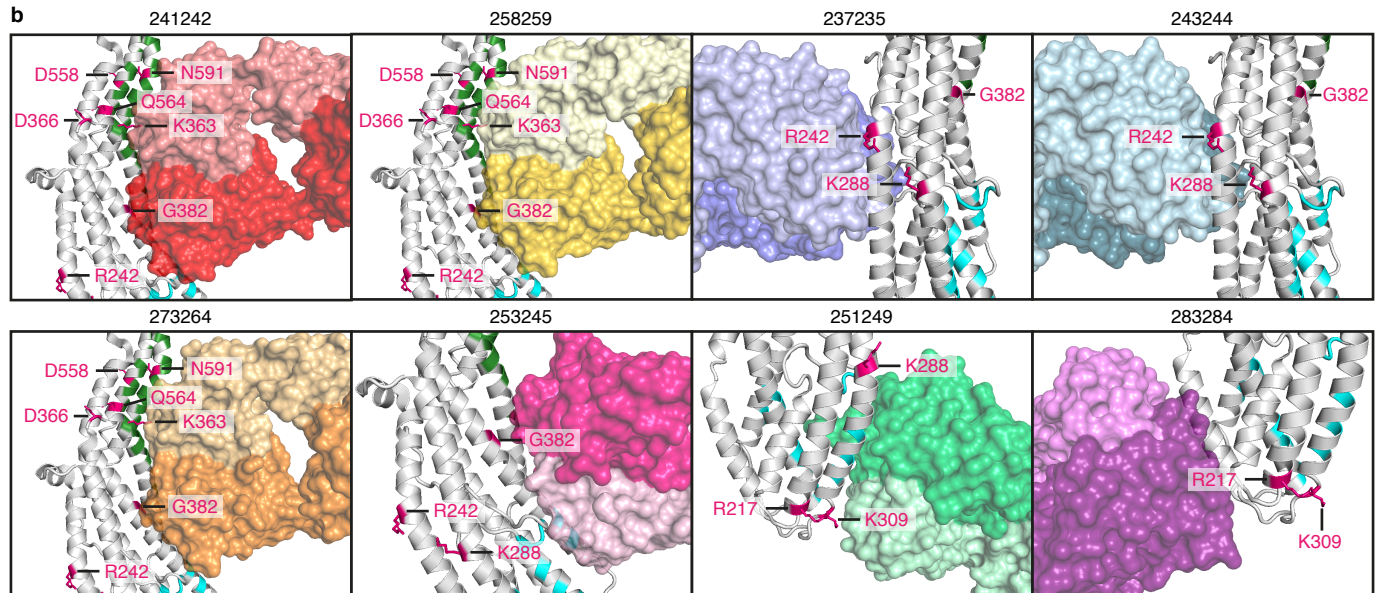 b
241242
258259
237235
243244
D558
N591
Q564
D366
K363
G382
R242
D558
N591
Q564
D366
K363
G382
R242
G382
R242
K288
G382
R242
K288
273264
253245
251249
283284
D558
N591
Q564
D366
K363
G382
R242
G382
R242
K288
K288
R217
K309
R217
K309